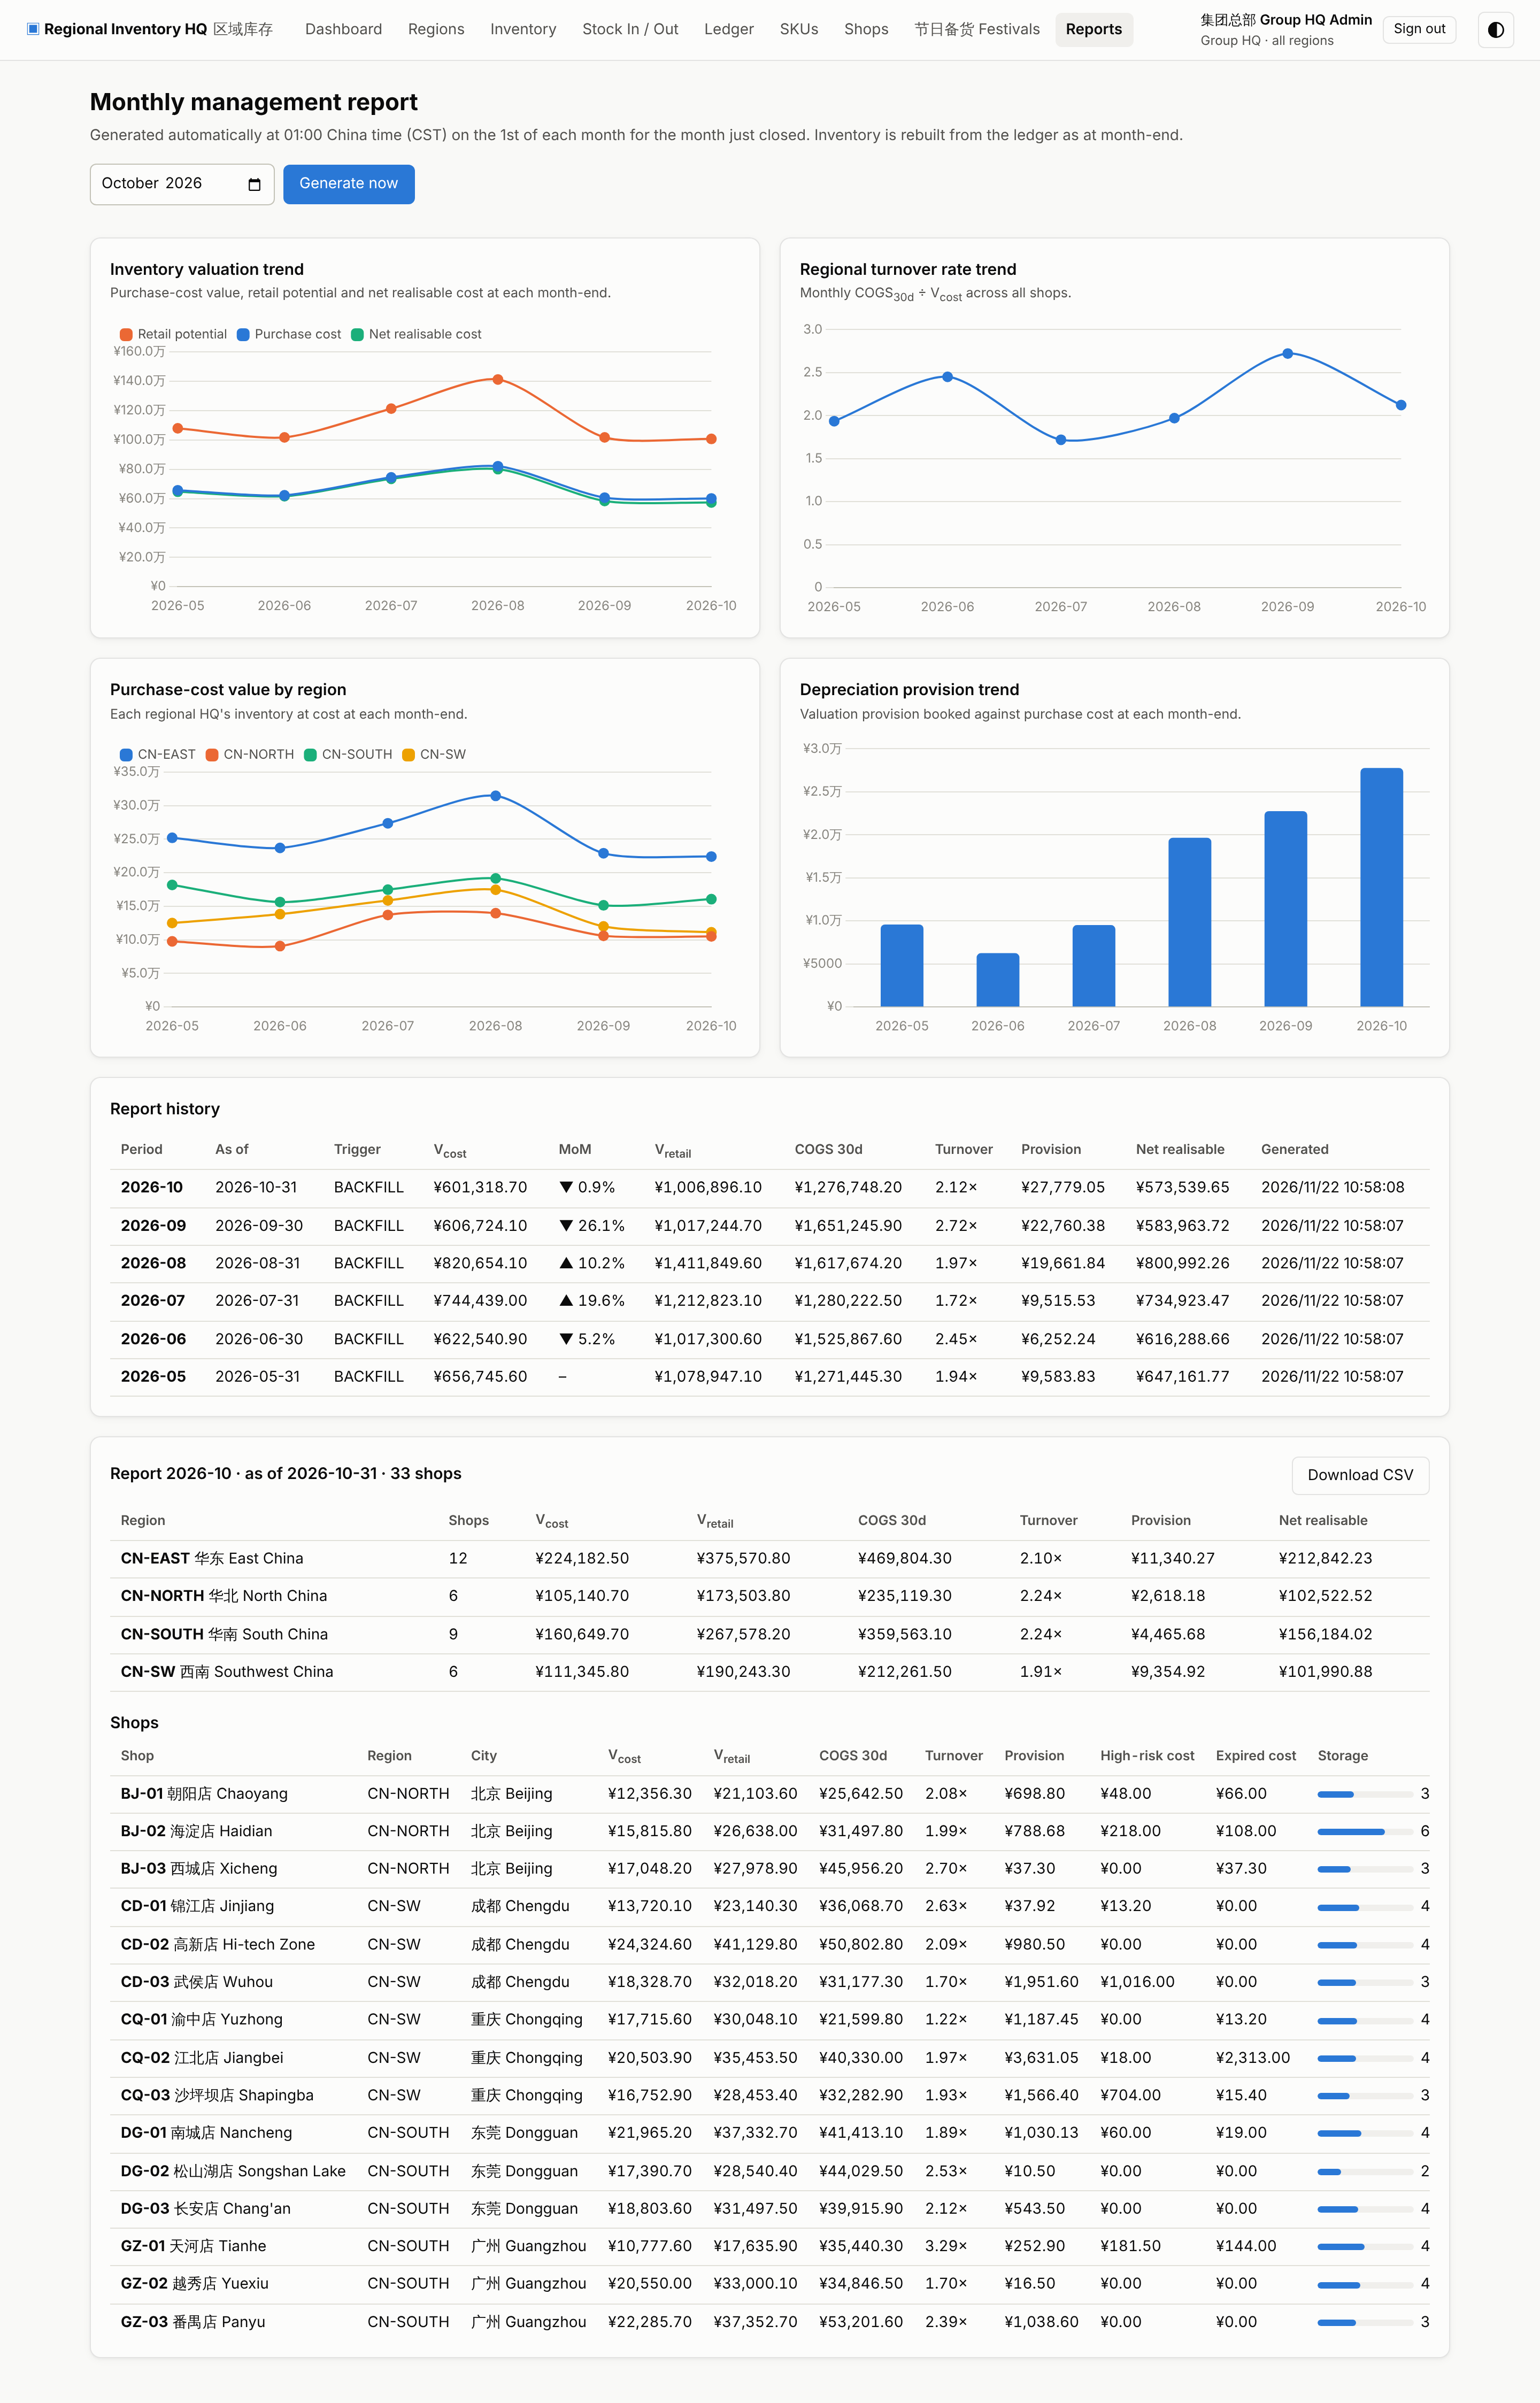 Regional Inventory HQ 区域库存 Dashboard Regions Inventory Stock In / Out Ledger SKUs Shops 节日备货 Festivals Reports 集团总部 Group HQ Admin Sign out
Group HQ · all regions
Monthly management report
Generated automatically at 01:00 China time (CST) on the 1st of each month for the month just closed. Inventory is rebuilt from the ledger as at month-end.
October 2026 Generate now
Inventory valuation trend
Purchase-cost value, retail potential and net realisable cost at each month-end.
Retail potential Purchase cost Net realisable cost
¥160.0万
¥140.0万
¥120.0万
¥100.0万
¥80.0万
¥60.0万
¥40.0万
¥20.0万
¥0
2026-05 2026-06 2026-07 2026-08 2026-09 2026-10
Regional turnover rate trend
Monthly COGS30d ÷ Vcost across all shops.
3.0
2.5
2.0
1.5
1.0
0.5
0
2026-05 2026-06 2026-07 2026-08 2026-09 2026-10
Purchase-cost value by region
Each regional HQ's inventory at cost at each month-end.
CN-EAST CN-NORTH CN-SOUTH CN-SW
¥35.0万
¥30.0万
¥25.0万
¥20.0万
¥15.0万
¥10.0万
¥5.0万
¥0
2026-05 2026-06 2026-07 2026-08 2026-09 2026-10
Depreciation provision trend
Valuation provision booked against purchase cost at each month-end.
¥3.0万
¥2.5万
¥2.0万
¥1.5万
¥1.0万
¥5000
¥0
2026-05 2026-06 2026-07 2026-08 2026-09 2026-10
Report history
Period As of Trigger Vcost MoM Vretail COGS 30d Turnover Provision Net realisable Generated
2026-10 2026-10-31 BACKFILL ¥601,318.70 ▼ 0.9% ¥1,006,896.10 ¥1,276,748.20 2.12× ¥27,779.05 ¥573,539.65 2026/11/22 10:58:08
2026-09 2026-09-30 BACKFILL ¥606,724.10 ▼ 26.1% ¥1,017,244.70 ¥1,651,245.90 2.72× ¥22,760.38 ¥583,963.72 2026/11/22 10:58:07
2026-08 2026-08-31 BACKFILL ¥820,654.10 ▲ 10.2% ¥1,411,849.60 ¥1,617,674.20 1.97× ¥19,661.84 ¥800,992.26 2026/11/22 10:58:07
2026-07 2026-07-31 BACKFILL ¥744,439.00 ▲ 19.6% ¥1,212,823.10 ¥1,280,222.50 1.72× ¥9,515.53 ¥734,923.47 2026/11/22 10:58:07
2026-06 2026-06-30 BACKFILL ¥622,540.90 ▼ 5.2% ¥1,017,300.60 ¥1,525,867.60 2.45× ¥6,252.24 ¥616,288.66 2026/11/22 10:58:07
2026-05 2026-05-31 BACKFILL ¥656,745.60 – ¥1,078,947.10 ¥1,271,445.30 1.94× ¥9,583.83 ¥647,161.77 2026/11/22 10:58:07
Report 2026-10 · as of 2026-10-31 · 33 shops Download CSV
Region Shops Vcost Vretail COGS 30d Turnover Provision Net realisable
CN-EAST 华东 East China 12 ¥224,182.50 ¥375,570.80 ¥469,804.30 2.10× ¥11,340.27 ¥212,842.23
CN-NORTH 华北 North China 6 ¥105,140.70 ¥173,503.80 ¥235,119.30 2.24× ¥2,618.18 ¥102,522.52
CN-SOUTH 华南 South China 9 ¥160,649.70 ¥267,578.20 ¥359,563.10 2.24× ¥4,465.68 ¥156,184.02
CN-SW 西南 Southwest China 6 ¥111,345.80 ¥190,243.30 ¥212,261.50 1.91× ¥9,354.92 ¥101,990.88
Shops
Shop Region City Vcost Vretail COGS 30d Turnover Provision High-risk cost Expired cost Storage
BJ-01 朝阳店 Chaoyang CN-NORTH 北京 Beijing ¥12,356.30 ¥21,103.60 ¥25,642.50 2.08× ¥698.80 ¥48.00 ¥66.00 3
BJ-02 海淀店 Haidian CN-NORTH 北京 Beijing ¥15,815.80 ¥26,638.00 ¥31,497.80 1.99× ¥788.68 ¥218.00 ¥108.00 6
BJ-03 西城店 Xicheng CN-NORTH 北京 Beijing ¥17,048.20 ¥27,978.90 ¥45,956.20 2.70× ¥37.30 ¥0.00 ¥37.30 3
CD-01 锦江店 Jinjiang CN-SW 成都 Chengdu ¥13,720.10 ¥23,140.30 ¥36,068.70 2.63× ¥37.92 ¥13.20 ¥0.00 4
CD-02 高新店 Hi-tech Zone CN-SW 成都 Chengdu ¥24,324.60 ¥41,129.80 ¥50,802.80 2.09× ¥980.50 ¥0.00 ¥0.00 4
CD-03 武侯店 Wuhou CN-SW 成都 Chengdu ¥18,328.70 ¥32,018.20 ¥31,177.30 1.70× ¥1,951.60 ¥1,016.00 ¥0.00 3
CQ-01 渝中店 Yuzhong CN-SW 重庆 Chongqing ¥17,715.60 ¥30,048.10 ¥21,599.80 1.22× ¥1,187.45 ¥0.00 ¥13.20 4
CQ-02 江北店 Jiangbei CN-SW 重庆 Chongqing ¥20,503.90 ¥35,453.50 ¥40,330.00 1.97× ¥3,631.05 ¥18.00 ¥2,313.00 4
CQ-03 沙坪坝店 Shapingba CN-SW 重庆 Chongqing ¥16,752.90 ¥28,453.40 ¥32,282.90 1.93× ¥1,566.40 ¥704.00 ¥15.40 3
DG-01 南城店 Nancheng CN-SOUTH 东莞 Dongguan ¥21,965.20 ¥37,332.70 ¥41,413.10 1.89× ¥1,030.13 ¥60.00 ¥19.00 4
DG-02 松山湖店 Songshan Lake CN-SOUTH 东莞 Dongguan ¥17,390.70 ¥28,540.40 ¥44,029.50 2.53× ¥10.50 ¥0.00 ¥0.00 2
DG-03 长安店 Chang'an CN-SOUTH 东莞 Dongguan ¥18,803.60 ¥31,497.50 ¥39,915.90 2.12× ¥543.50 ¥0.00 ¥0.00 4
GZ-01 天河店 Tianhe CN-SOUTH 广州 Guangzhou ¥10,777.60 ¥17,635.90 ¥35,440.30 3.29× ¥252.90 ¥181.50 ¥144.00 4
GZ-02 越秀店 Yuexiu CN-SOUTH 广州 Guangzhou ¥20,550.00 ¥33,000.10 ¥34,846.50 1.70× ¥16.50 ¥0.00 ¥0.00 4
GZ-03 番禺店 Panyu CN-SOUTH 广州 Guangzhou ¥22,285.70 ¥37,352.70 ¥53,201.60 2.39× ¥1,038.60 ¥0.00 ¥0.00 3